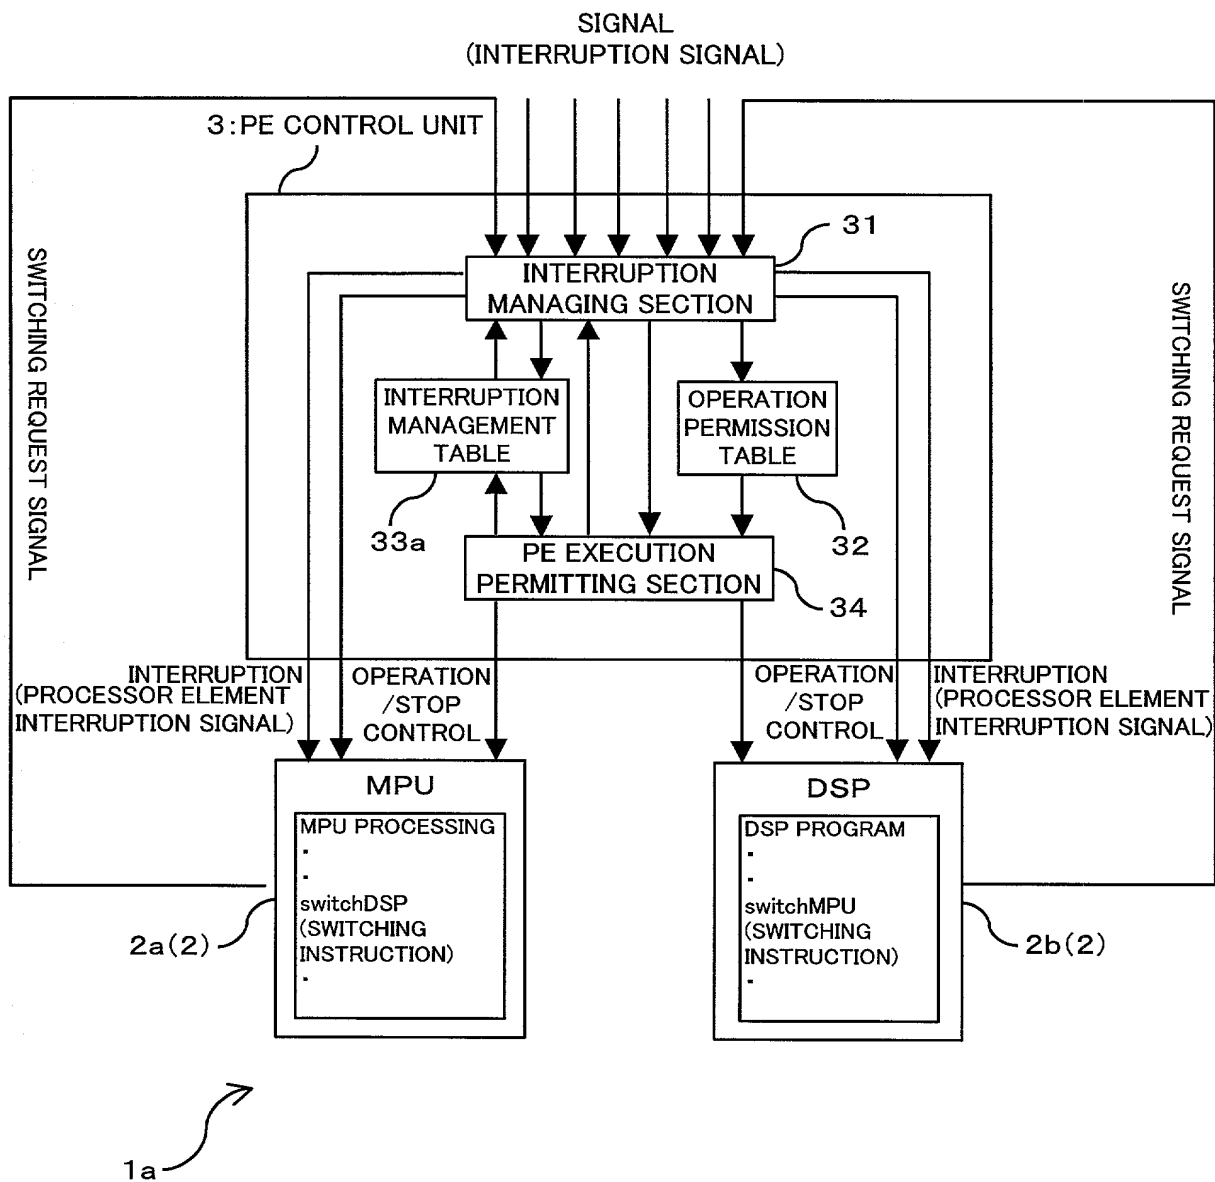 SIGNAL
(INTERRUPTION SIGNAL)
3:PE CONTROL UNIT
31
INTERRUPTION
MANAGING SECTION
SWITCHING REQUEST SIGNAL
SWITCHING REQUEST SIGNAL
INTERRUPTION
MANAGEMENT
TABLE
OPERATION
PERMISSION
TABLE
33a
32
PE EXECUTION
PERMITTING SECTION
34
INTERRUPTION
(PROCESSOR ELEMENT
INTERRUPTION SIGNAL)
OPERATION
/STOP
CONTROL
OPERATION
/STOP
CONTROL
INTERRUPTION
(PROCESSOR ELEMENT
INTERRUPTION SIGNAL)
MPU
MPU PROCESSING
.
.
switchDSP
(SWITCHING
INSTRUCTION)
.
2a(2)
DSP
DSP PROGRAM
.
.
switchMPU
(SWITCHING
INSTRUCTION)
.
2b(2)
1a